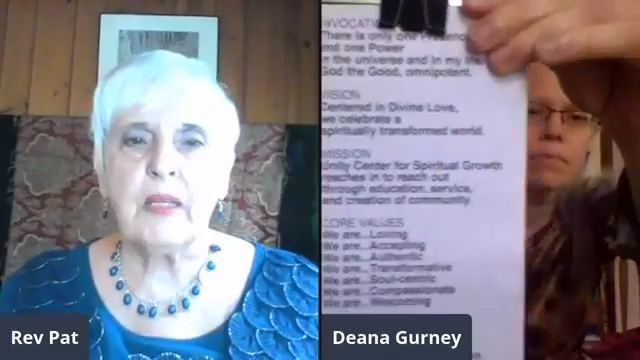 INVOCATION
There is only one Presence
and one Power
in the universe and in my life
God the Good, omnipotent.
VISION
Centered in Divine Love,
we celebrate a
spiritually transformed world.
MISSION
Unity Center for Spiritual Growth
reaches in to reach out
through education, service,
and creation of community.
CORE VALUES
We are...Loving
We are...Accepting
We are...Authentic
We are...Transformative
We are...Soul-centric
We are...Compassionate
We are...Welcoming
Rev Pat
Deana Gurney